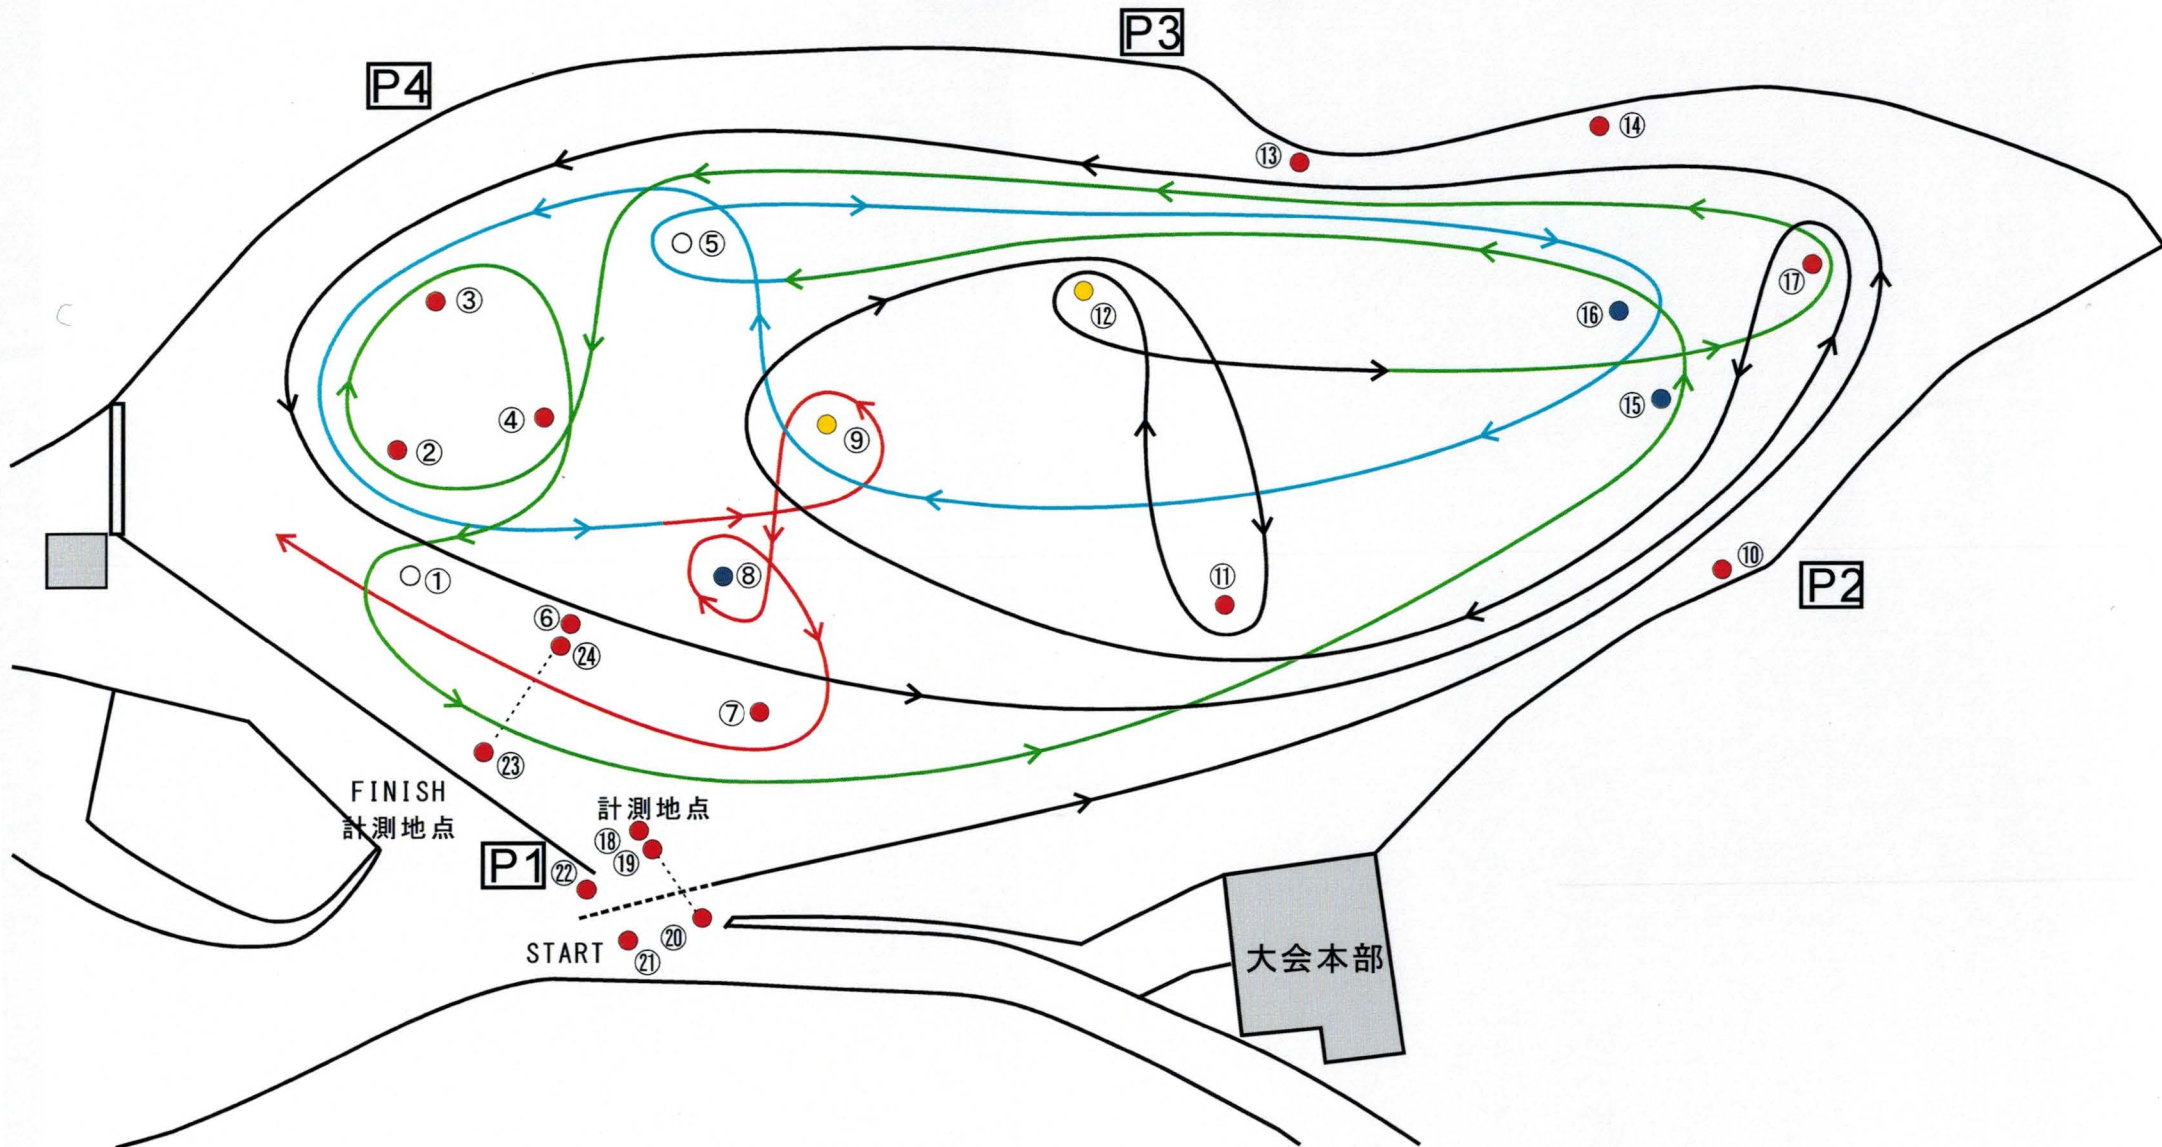 P3
P4
⑭
⑬
⑤
⑰
③
⑫
⑯
④
⑮
⑨
②
⑩
①
⑧
⑪
P2
⑥
㉔
⑦
㉓
FINISH
計測地点
計測地点
⑱
⑲
P1
㉒
⑳
START
㉑
大会本部